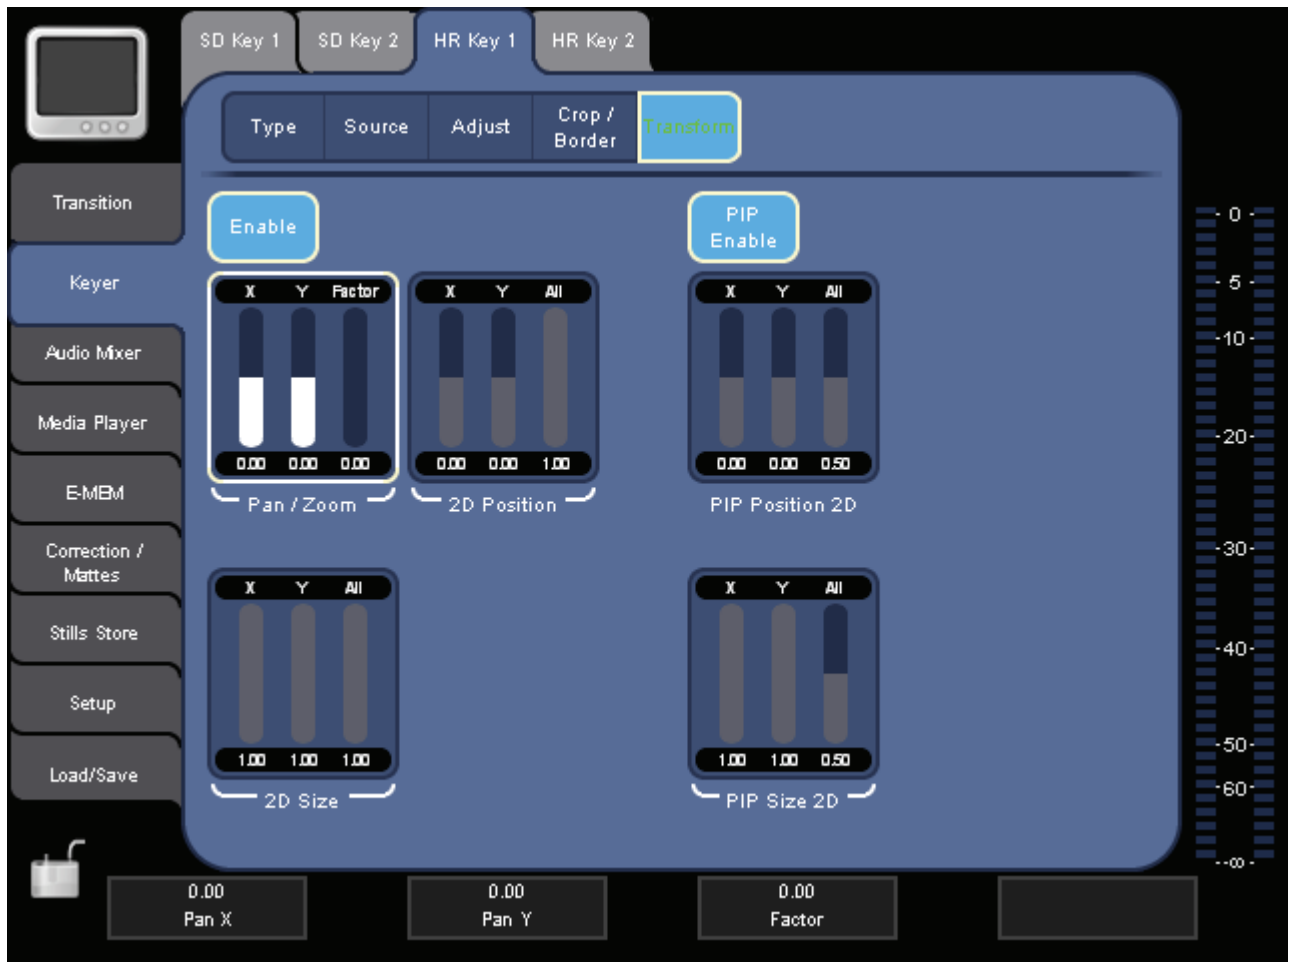 SD Key 1 SD Key 2 HR Key 1 HR Key 2
Type Source Adjust Crop / Border Transform
Transition
Keyer
Audio Mixer
Media Player
E-MEM
Correction / Mattes
Stills Store
Setup
Load/Save
Enable
X Y Factor
0.00 0.00 0.00
Pan / Zoom
X Y All
0.00 0.00 1.00
2D Position
PIP Enable
X Y All
0.00 0.00 0.50
PIP Position 2D
X Y All
1.00 1.00 1.00
2D Size
X Y All
1.00 1.00 0.50
PIP Size 2D
- 0 -
- 5 -
-10-
-20-
-30-
-40-
-50-
-60-
--∞ -
0.00
Pan X
0.00
Pan Y
0.00
Factor